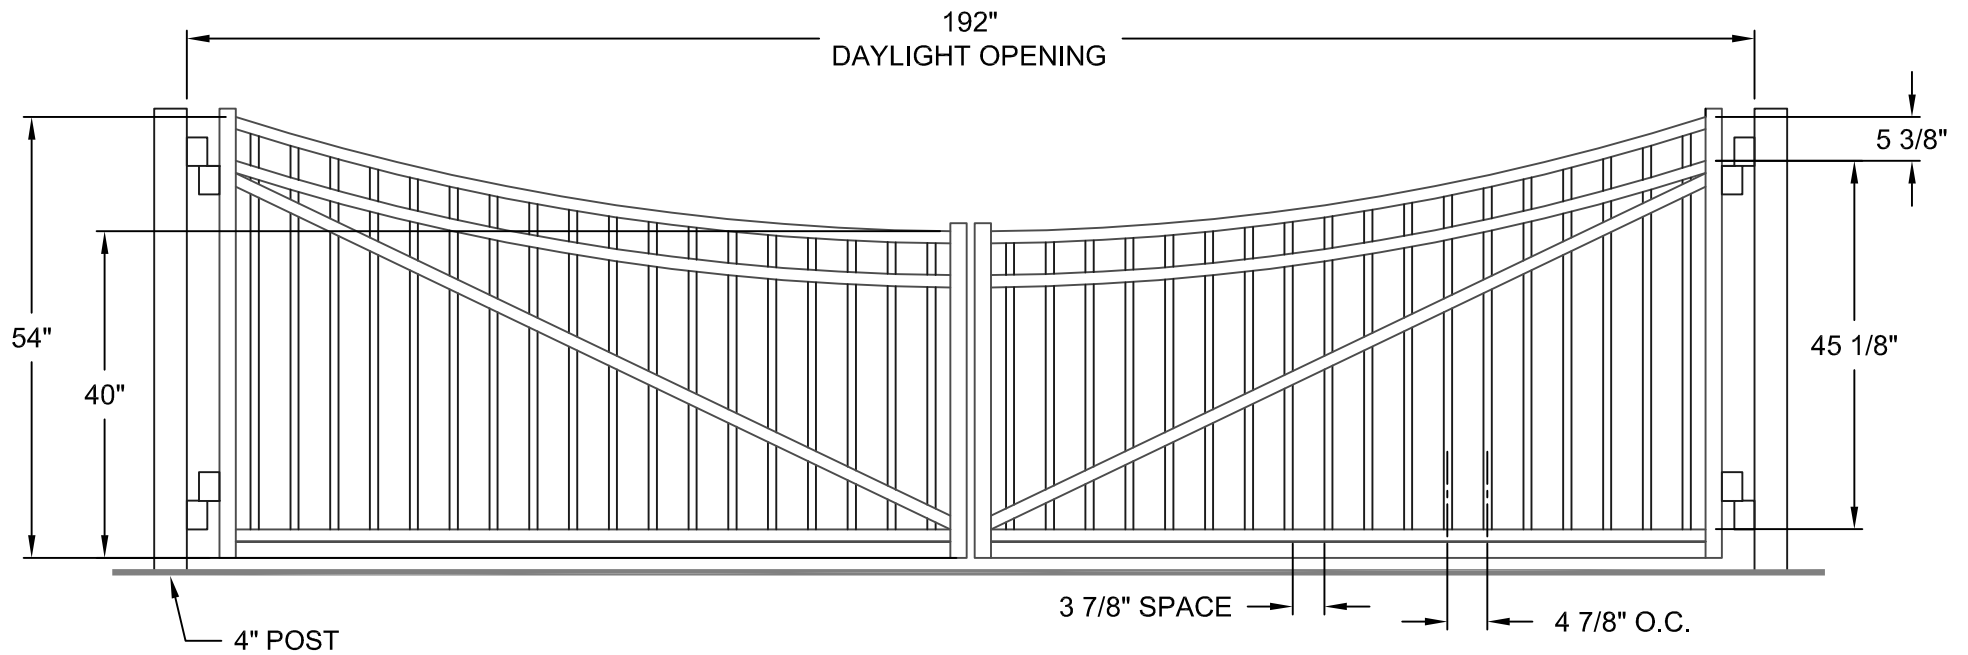 192"
DAYLIGHT OPENING
5 3/8"
54"
45 1/8"
40"
3 7/8" SPACE
4 7/8" O.C.
4" POST